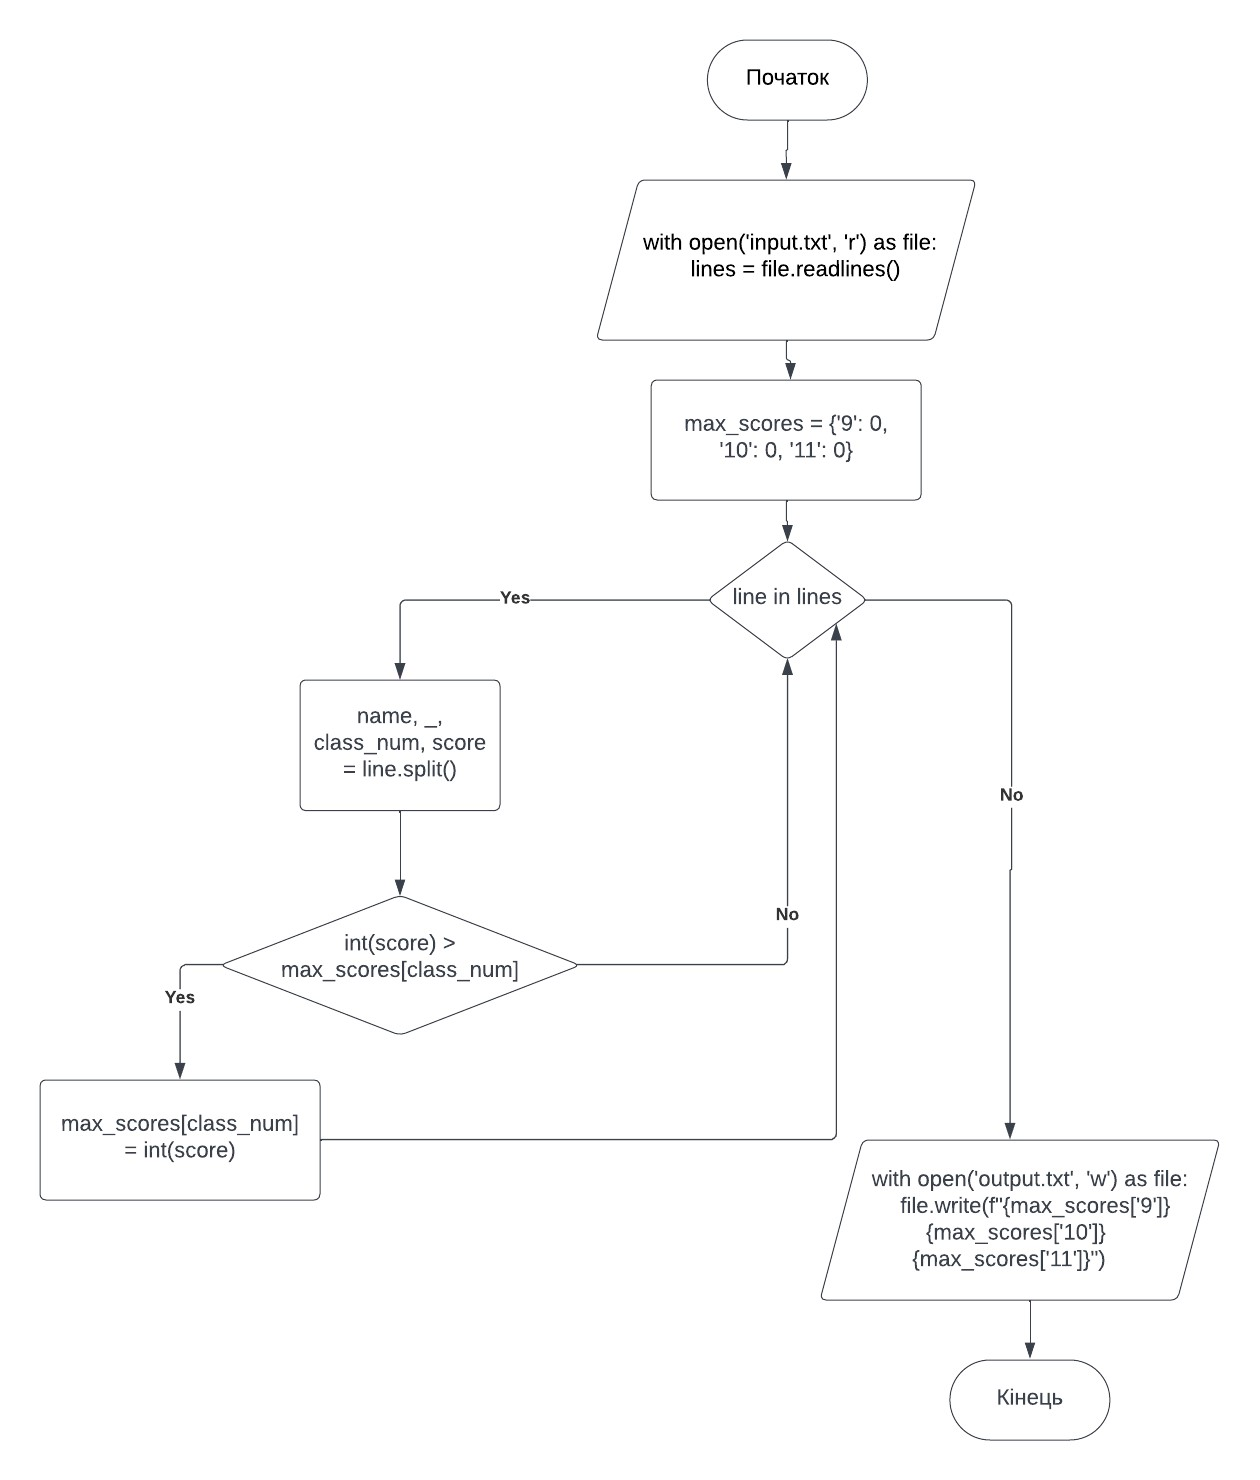 Початок
with open('input.txt', 'r') as file:
lines = file.readlines()
max_scores = {'9': 0,
'10': 0, '11': 0}
line in lines
Yes
No
name, _,
class_num, score
= line.split()
int(score) >
max_scores[class_num]
Yes
No
max_scores[class_num]
= int(score)
with open('output.txt', 'w') as file:
file.write(f"{max_scores['9']}
{max_scores['10']}
{max_scores['11']}")
Кінець